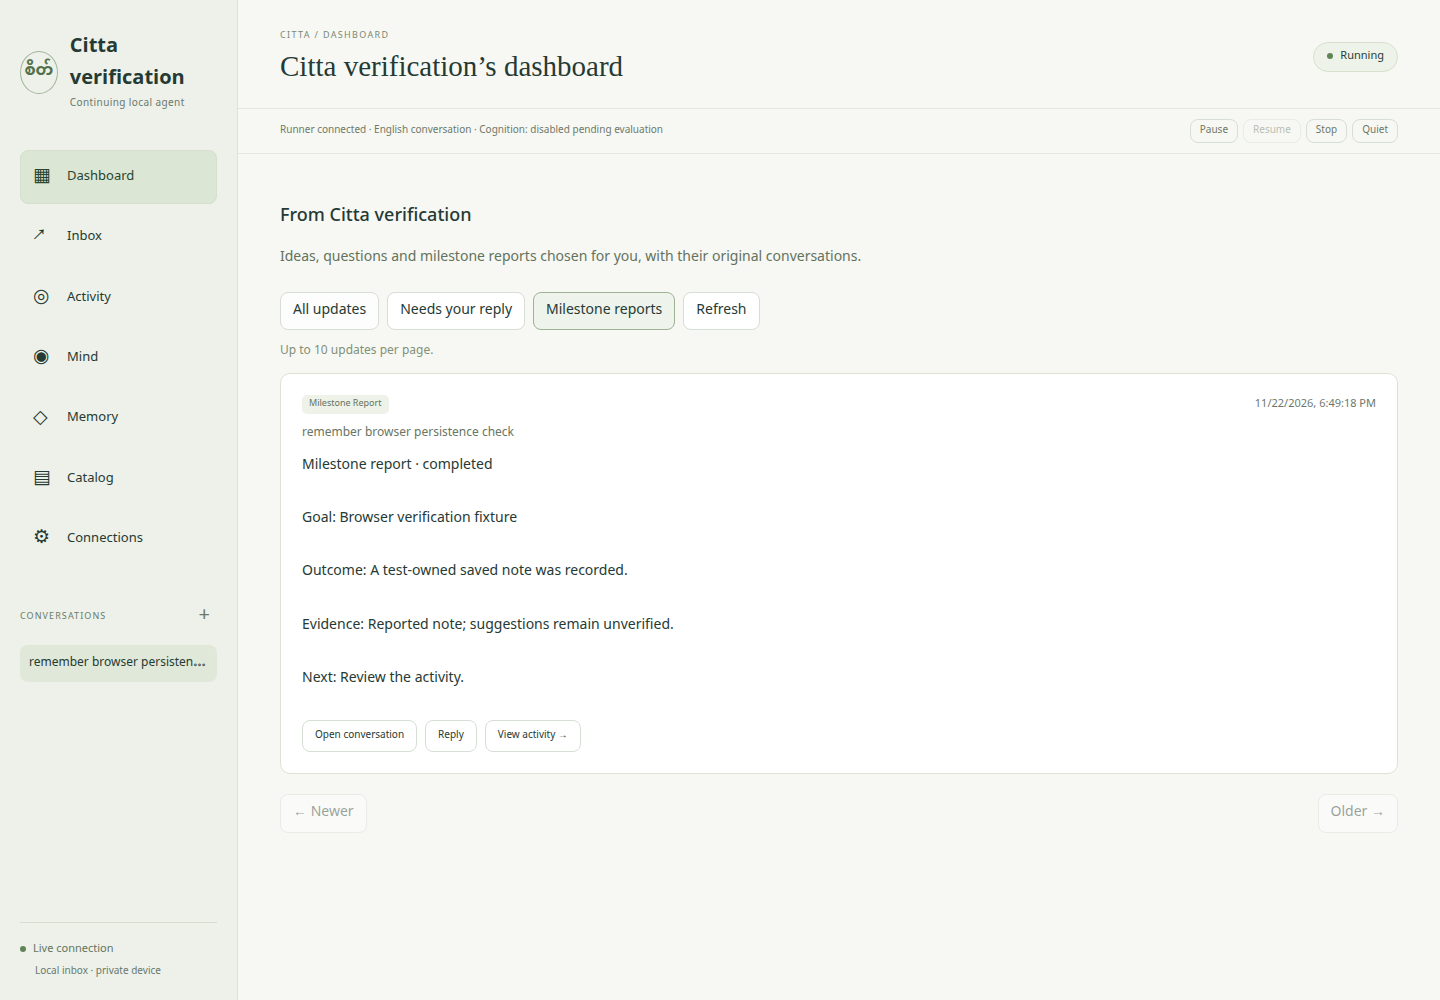 စိတ်
Citta
verification
Continuing local agent
Dashboard
Inbox
Activity
Mind
Memory
Catalog
Connections
CONVERSATIONS +
remember browser persisten...
Live connection
Local inbox · private device
CITTA / DASHBOARD
Citta verification’s dashboard
Running
Runner connected · English conversation · Cognition: disabled pending evaluation
Pause Resume Stop Quiet
From Citta verification
Ideas, questions and milestone reports chosen for you, with their original conversations.
All updates Needs your reply Milestone reports Refresh
Up to 10 updates per page.
Milestone Report 11/22/2026, 6:49:18 PM
remember browser persistence check
Milestone report · completed
Goal: Browser verification fixture
Outcome: A test-owned saved note was recorded.
Evidence: Reported note; suggestions remain unverified.
Next: Review the activity.
Open conversation Reply View activity →
← Newer Older →